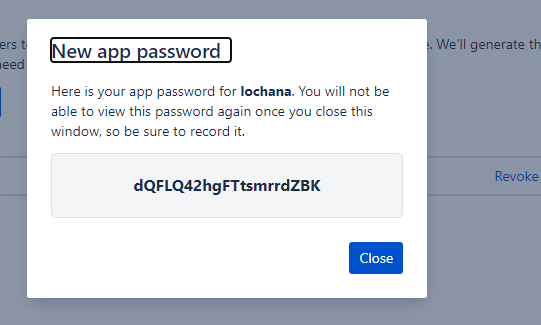 New app password
ers to
e. We'll generate th
need
Here is your app password for lochana. You will not be
able to view this password again once you close this
window, so be sure to record it.
dQFLQ42hgFTtsmrrdZBK
Revoke
Close